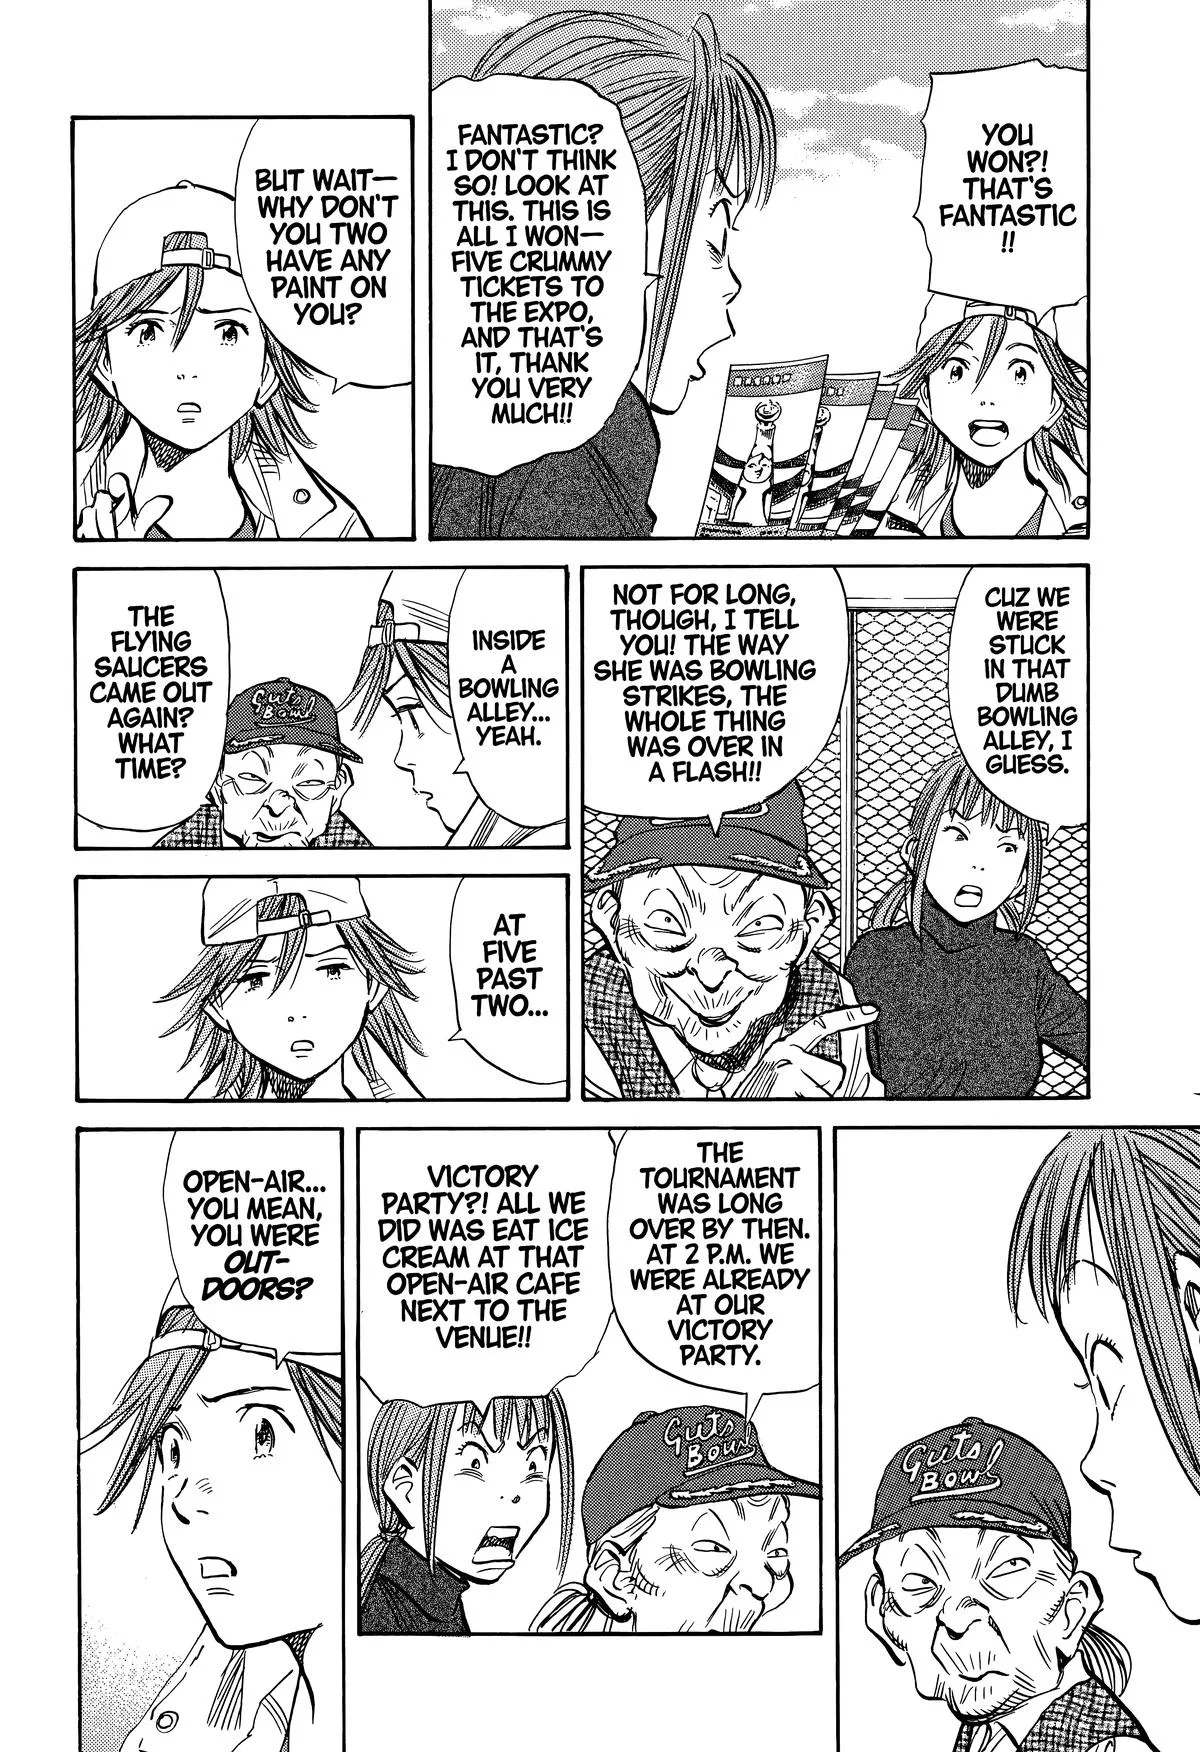 YOU
WON?!
THAT'S
FANTASTIC
!!
FANTASTIC?
I DON'T THINK
SO! LOOK AT
THIS. THIS IS
ALL I WON—
FIVE CRUMMY
TICKETS TO
THE EXPO,
AND THAT'S
IT, THANK
YOU VERY
MUCH!!
BUT WAIT—
WHY DON'T
YOU TWO
HAVE ANY
PAINT ON
YOU?
CUZ WE
WERE
STUCK
IN THAT
DUMB
BOWLING
ALLEY, I
GUESS.
NOT FOR LONG,
THOUGH, I TELL
YOU! THE WAY
SHE WAS BOWLING
STRIKES, THE
WHOLE THING
WAS OVER IN
A FLASH!!
INSIDE
A
BOWLING
ALLEY...
YEAH.
THE
FLYING
SAUCERS
CAME OUT
AGAIN?
WHAT
TIME?
Guts
Bowl
AT
FIVE
PAST
TWO...
Guts
Bowl
THE
TOURNAMENT
WAS LONG
OVER BY THEN.
AT 2 P.M. WE
WERE ALREADY
AT OUR
VICTORY
PARTY.
VICTORY
PARTY?! ALL WE
DID WAS EAT ICE
CREAM AT THAT
OPEN-AIR CAFE
NEXT TO THE
VENUE!!
Guts
Bowl
OPEN-AIR...
YOU MEAN,
YOU WERE
OUT-
DOORS?